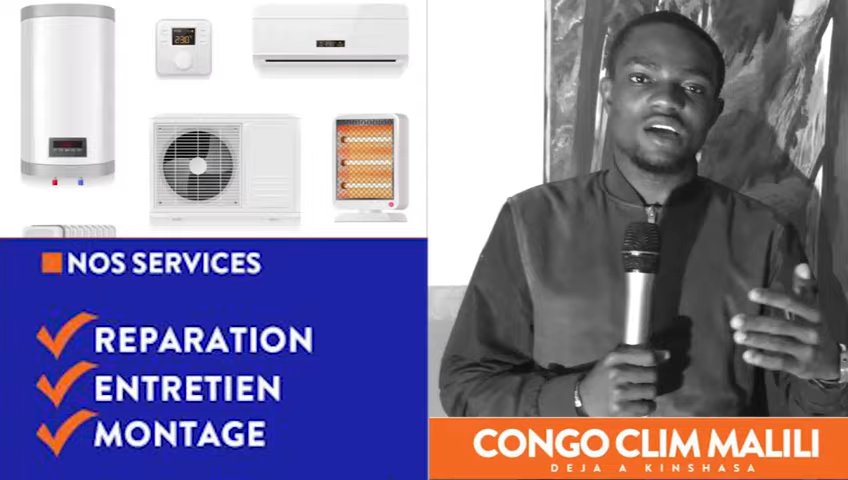 NOS SERVICES
REPARATION
ENTRETIEN
MONTAGE
CONGO CLIM MALILI
DEJA A KINSHASA